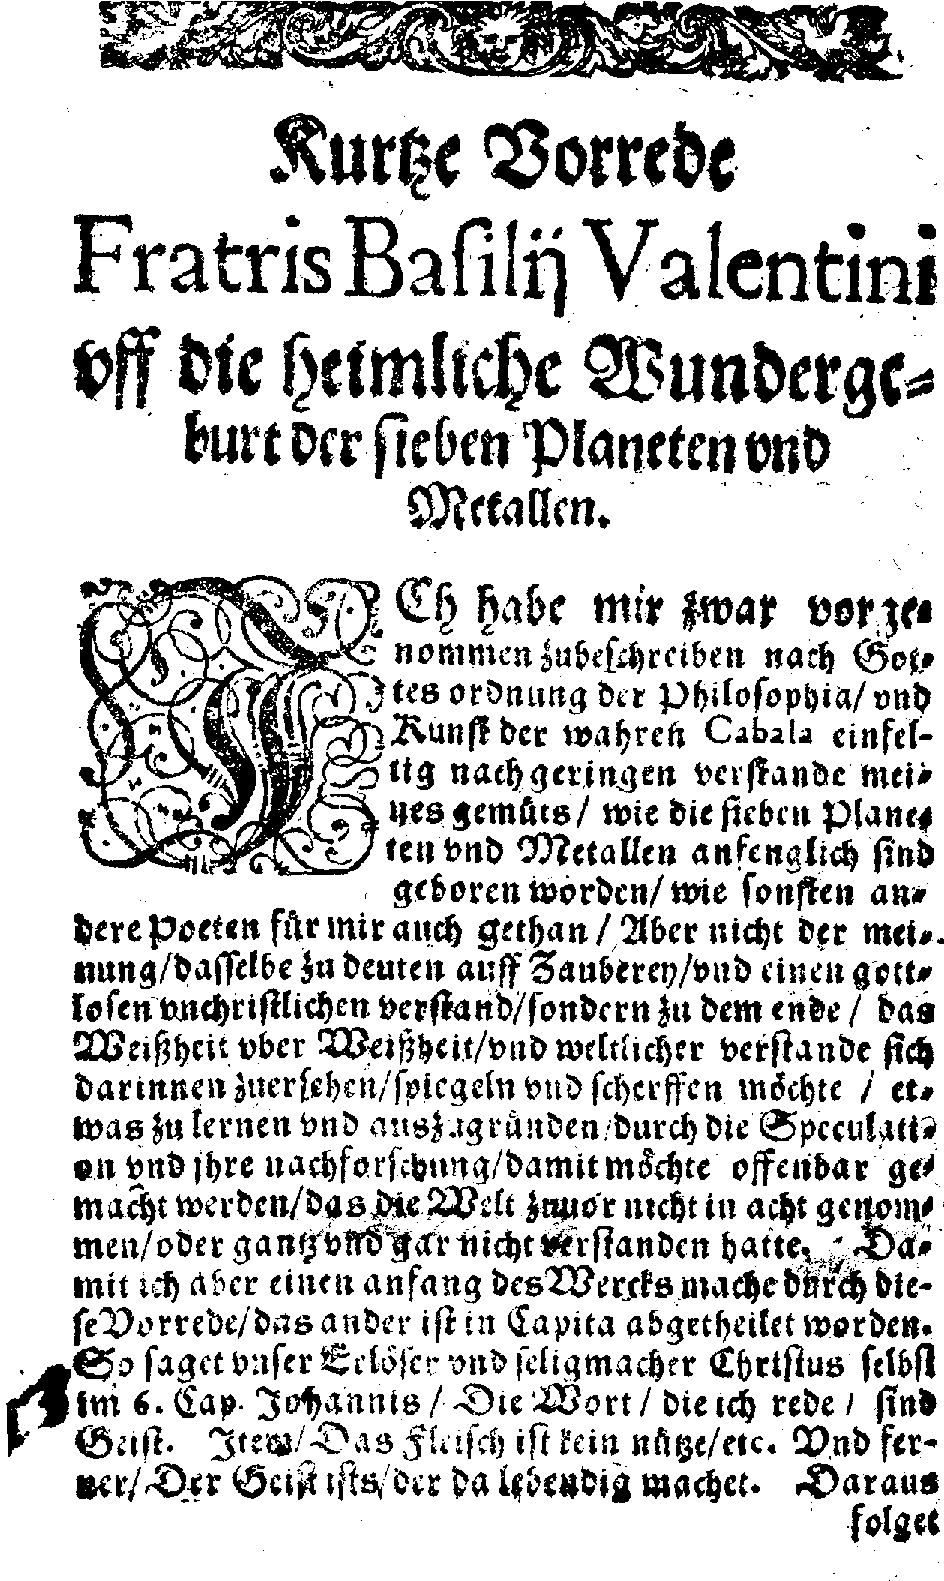 Kurtze Vorrede
Fratris Basilij Valentini
vff die heimliche Wunderge-
burt der sieben Planeten vnd
Metallen.
ICh habe mir zwar vorge-
nommen zubeschreiben nach Got-
tes ordnung der Philosophia/ vnd
Kunst der wahren Cabala einfel-
tig nach geringen verstande mei-
nes gemüts/ wie die sieben Plane-
ten vnd Metallen anfenglich sind
geboren worden/ wie sonsten an-
dere Poeten für mir auch gethan/ Aber nicht der mei-
nung/dasselbe zu deuten auff Zauberey/vnd einen gott-
losen vnchristlichen verstand/sondern zu dem ende/ das
Weißheit vber Weißheit/vnd weltlicher verstande sich
darinnen zuersehen/spiegeln vnd scherffen möchte / et-
was zu lernen vnd auszugründen/durch die Speculati-
on vnd jhre nachforschung/damit möchte offenbar ge-
macht werden/das die Welt zuuor nicht in acht genom-
men/oder gantz vnd gar nicht verstanden hatte. Da-
mit ich aber einen anfang des Wercks mache durch die-
se Vorrede/das ander ist in Capita abgetheilet worden.
So saget vnser Erlöser vnd seligmacher Christus selbst
im 6. Cap. Johannis / Die Wort / die ich rede / sind
Geist. Item/ Das Fleisch ist kein nütze/etc. Vnd fer-
ner/ Der Geist ists/der da lebendig machet. Daraus
folget